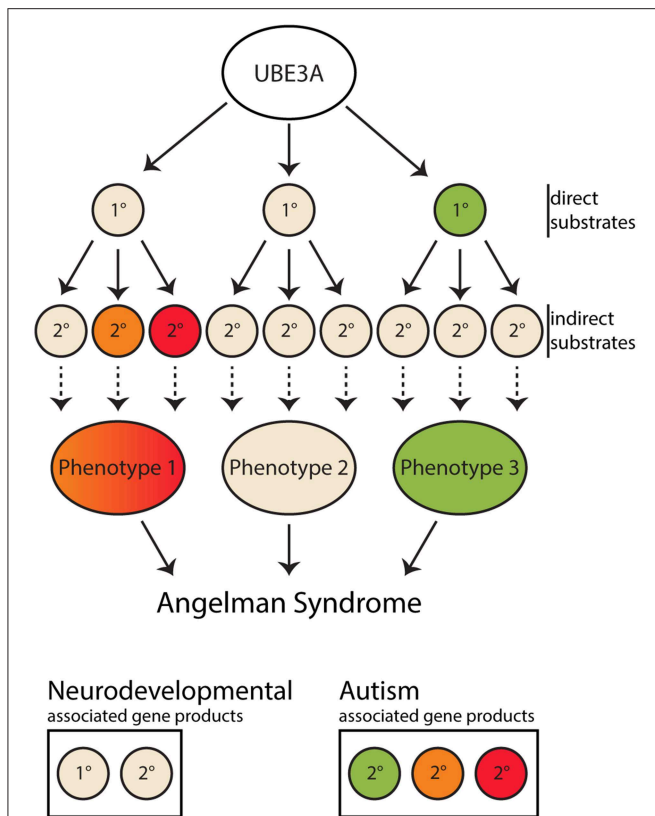 UBE3A
1° 1° 1°
direct
substrates
2° 2° 2° 2° 2° 2° 2° 2° 2°
indirect
substrates
Phenotype 1 Phenotype 2 Phenotype 3
Angelman Syndrome
Neurodevelopmental
associated gene products
1° 2°
Autism
associated gene products
2° 2° 2°